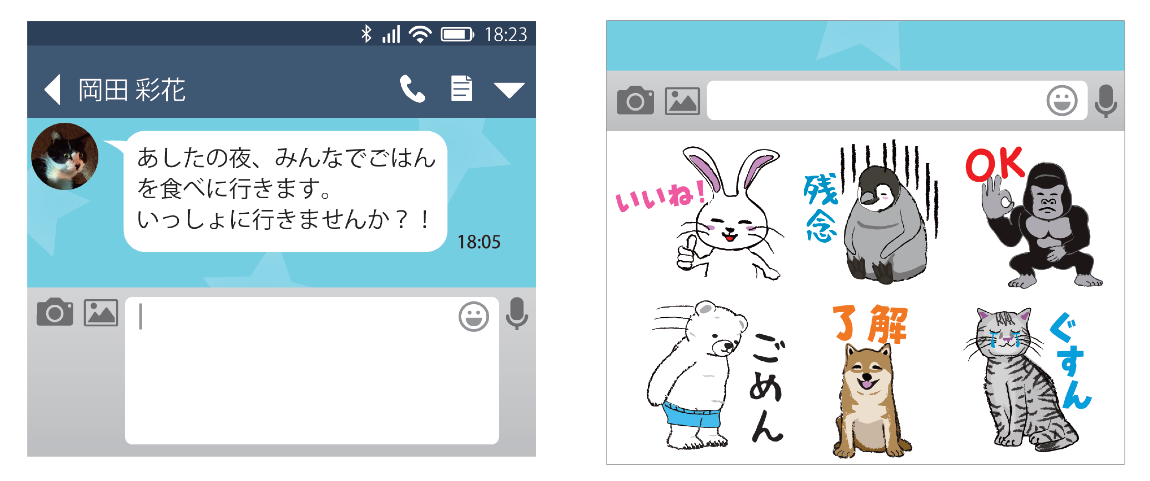 18:23
岡田 彩花
あしたの夜、みんなでごはん
を食べに行きます。
いっしょに行きませんか？！
18:05
いいね！
残念
OK
ごめん
了解
ぐすん